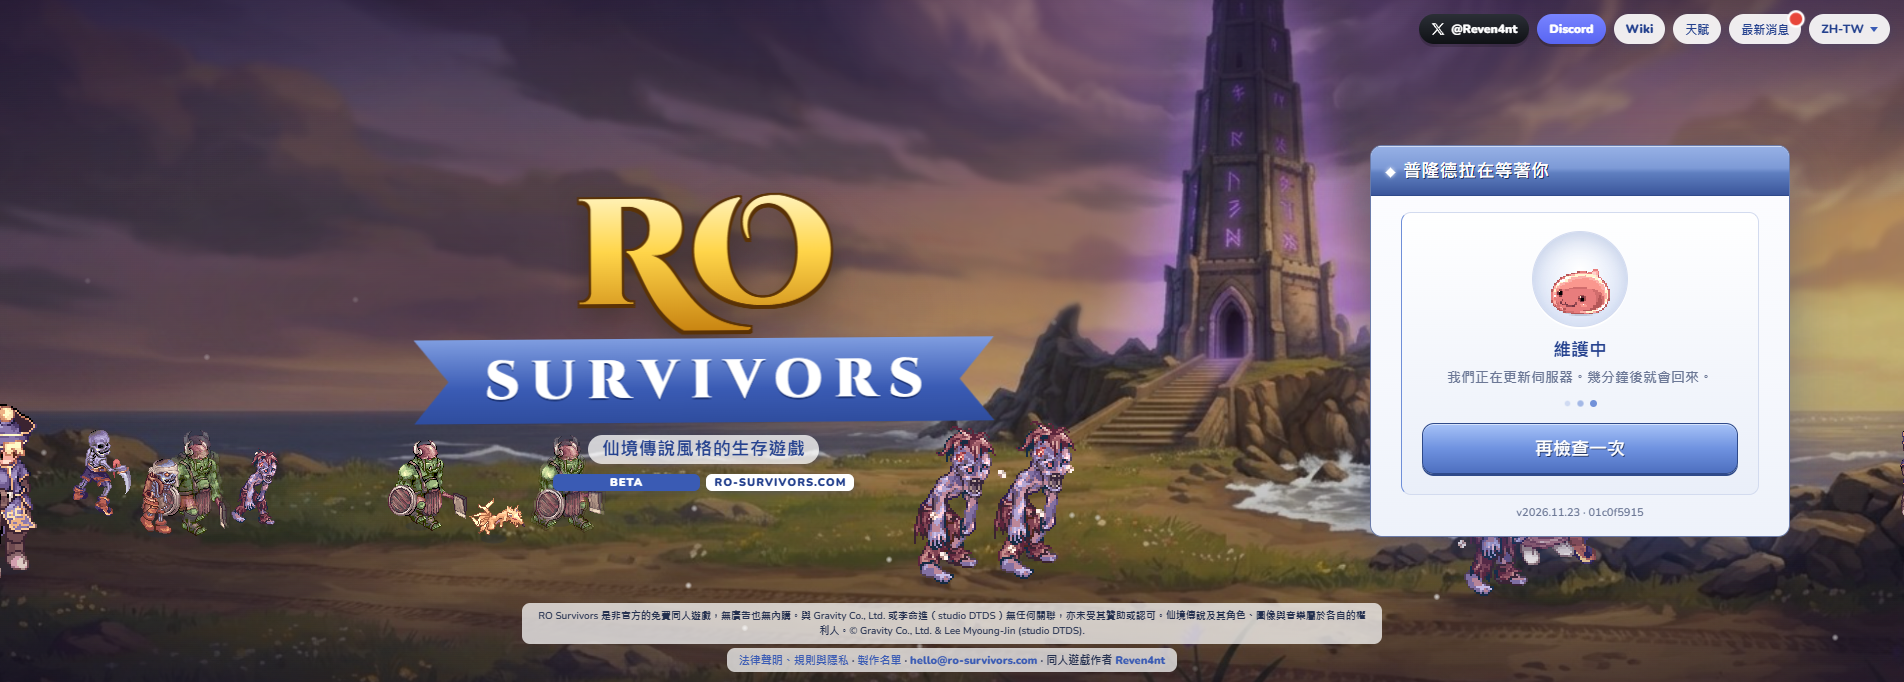 @Reven4nt
Discord
Wiki
天賦
最新消息
ZH-TW
RO
SURVIVORS
仙境傳說風格的生存遊戲
BETA
RO-SURVIVORS.COM
普隆德拉在等著你
維護中
我們正在更新伺服器。幾分鐘後就會回來。
再檢查一次
v2026.11.23 · 01c0f5915
RO Survivors 是非官方的免費同人遊戲，無廣告也無內購。與 Gravity Co., Ltd. 或李命進（studio DTDS）無任何關聯，亦未受其贊助或認可。仙境傳說及其角色、圖像與音樂屬於各自的權
利人。© Gravity Co., Ltd. & Lee Myoung-Jin (studio DTDS).
法律聲明、規則與隱私 · 製作名單 · hello@ro-survivors.com · 同人遊戲作者 Reven4nt